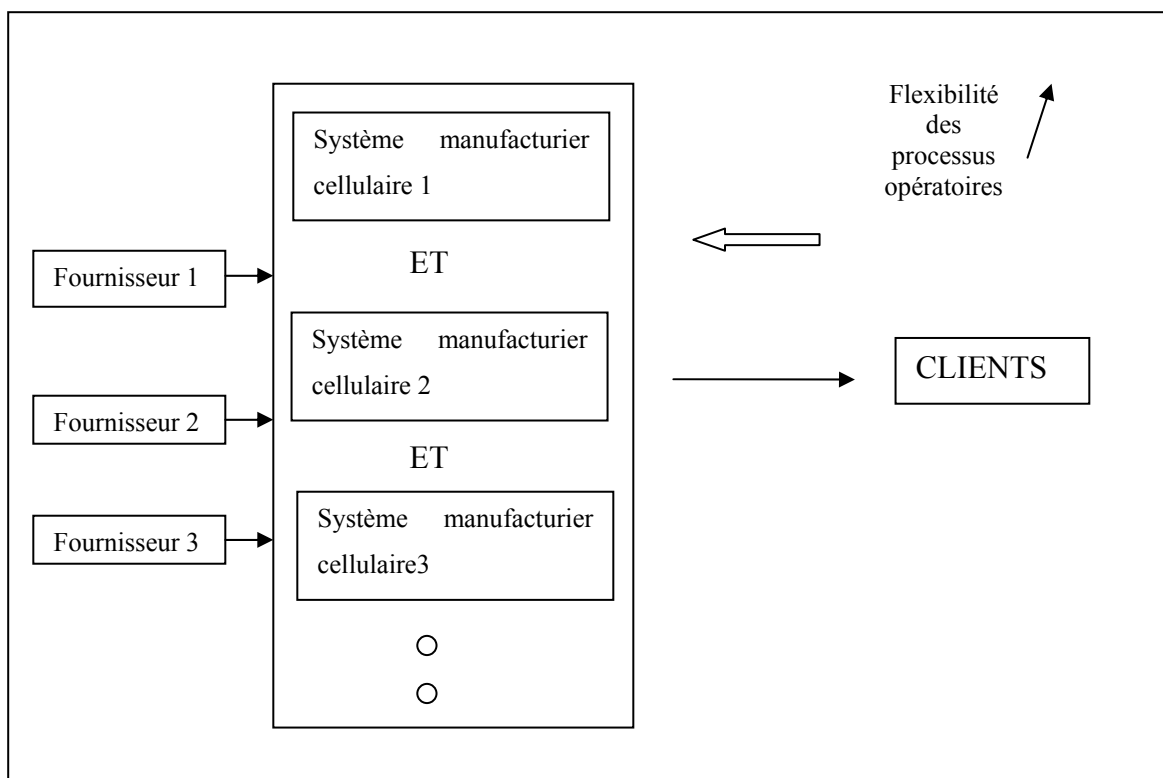 Flexibilité
des
processus
opératoires
Système manufacturier
cellulaire 1
ET
Fournisseur 1
Système manufacturier
cellulaire 2
CLIENTS
Fournisseur 2
ET
Système manufacturier
cellulaire3
Fournisseur 3